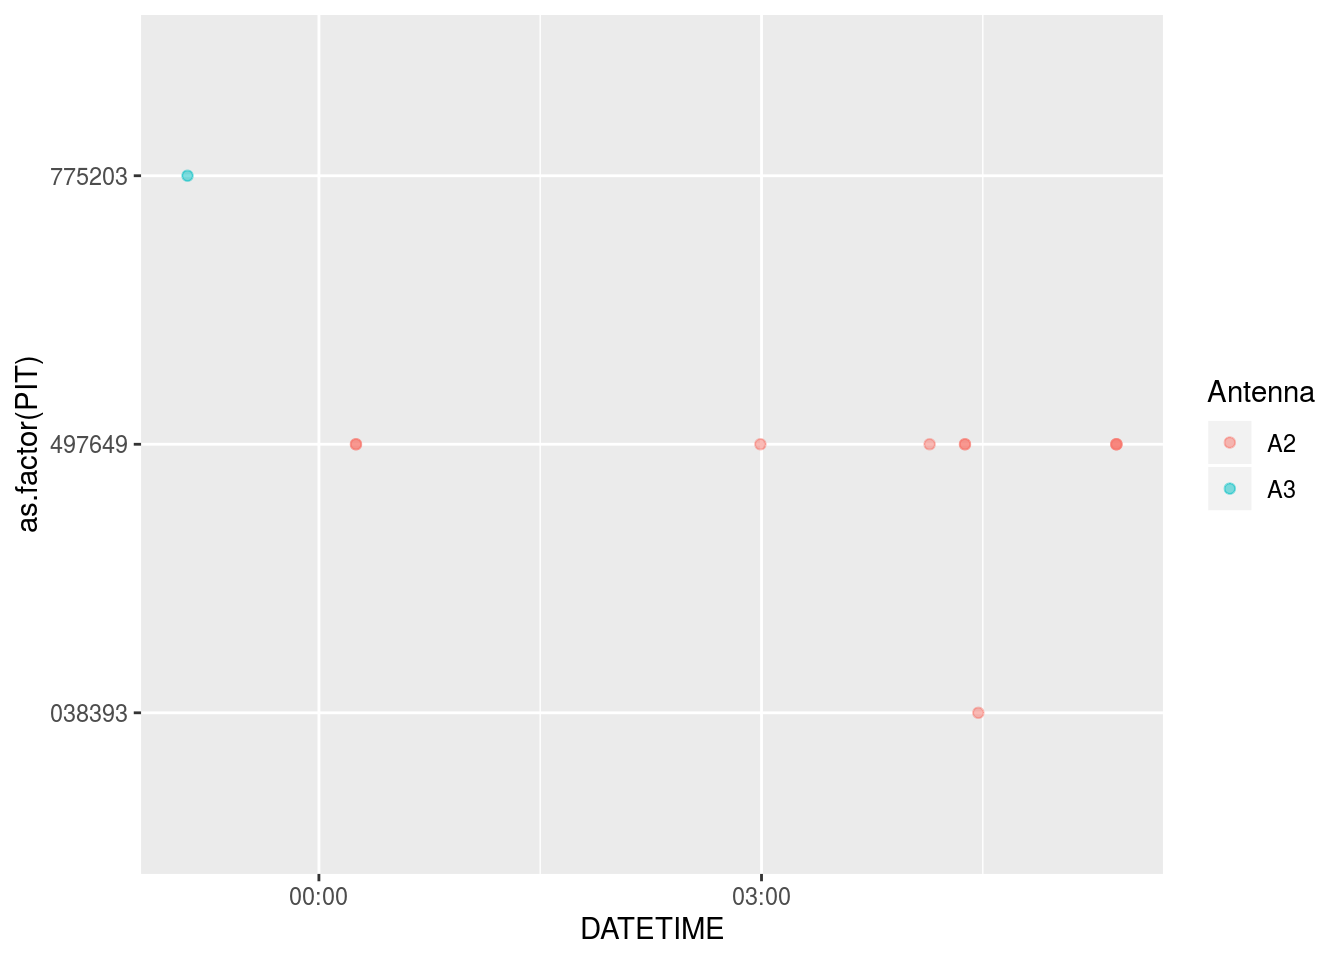 775203
497649
038393
as.factor(PIT)
00:00
03:00
DATETIME
Antenna
A2
A3